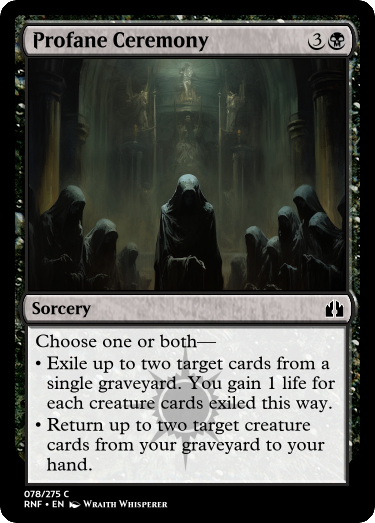 Profane Ceremony 3
Sorcery
Choose one or both—
• Exile up to two target cards from a
single graveyard. You gain 1 life for
each creature cards exiled this way.
• Return up to two target creature
cards from your graveyard to your
hand.
078/275 C
RNF • EN Wraith Whisperer